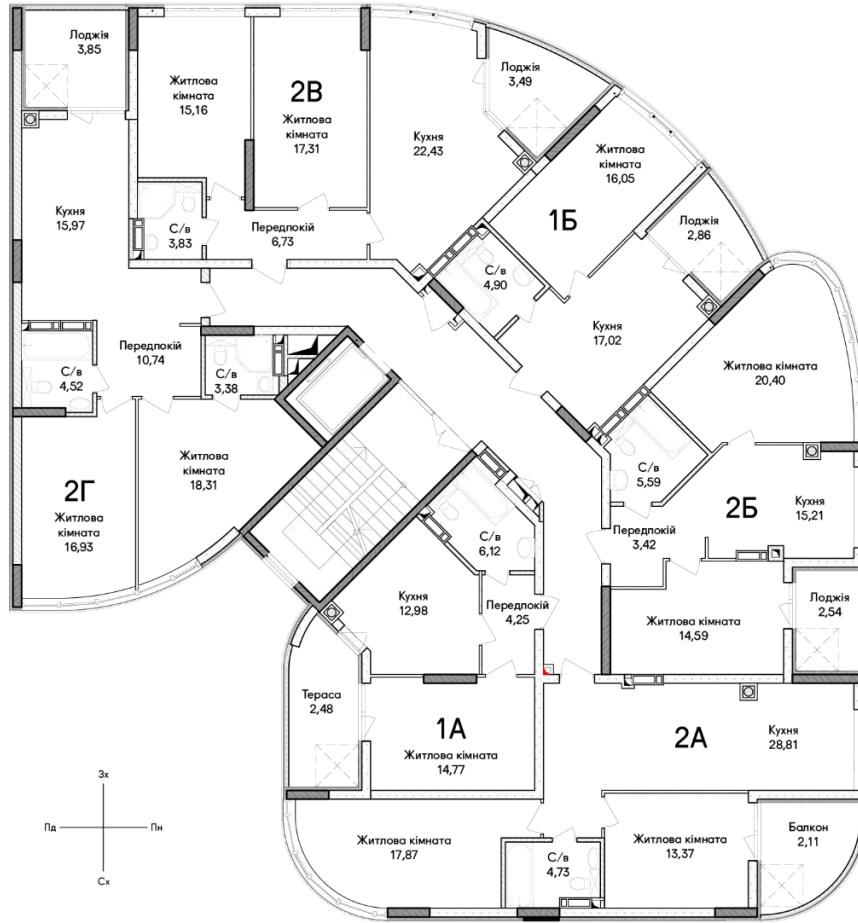 Лоджія
3,85
Житлова
кімната
15,16
2В
Житлова
кімната
17,31
Кухня
22,43
Лоджія
3,49
Житлова
кімната
16,05
1Б
Лоджія
2,86
Кухня
15,97
С/в
3,83
Передпокій
6,73
С/в
4,90
Кухня
17,02
Житлова кімната
20,40
Передпокій
10,74
С/в
4,52
С/в
3,38
Житлова
кімната
18,31
2Г
Житлова
кімната
16,93
С/в
5,59
2Б
Кухня
15,21
Передпокій
3,42
С/в
6,12
Кухня
12,98
Передпокій
4,25
Житлова кімната
14,59
Лоджія
2,54
Тераса
2,48
1А
Житлова кімната
14,77
2А
Кухня
28,81
Житлова кімната
17,87
С/в
4,73
Житлова кімната
13,37
Балкон
2,11
Зх
Пд
Пн
Сх